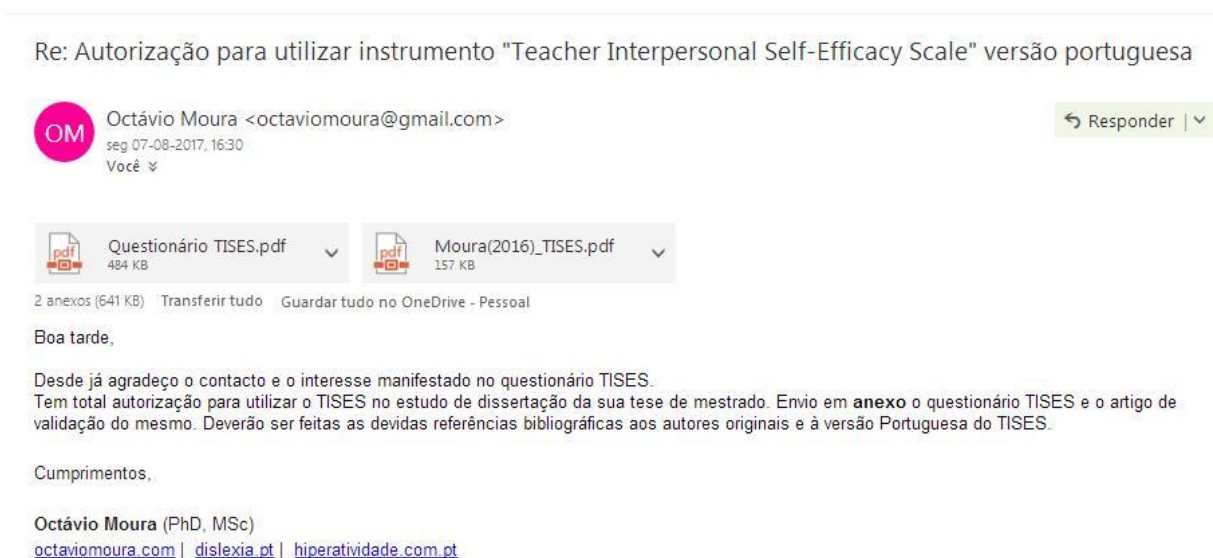 Re: Autorização para utilizar instrumento "Teacher Interpersonal Self-Efficacy Scale" versão portuguesa
OM
Octávio Moura <octaviomoura@gmail.com>
Responder
seg 07-08-2017, 16:30
Você
pdf
Questionário TISES.pdf
484 KB
pdf
Moura(2016)_TISES.pdf
157 KB
2 anexos (641 KB) Transferir tudo Guardar tudo no OneDrive - Pessoal
Boa tarde,
Desde já agradeço o contacto e o interesse manifestado no questionário TISES.
Tem total autorização para utilizar o TISES no estudo de dissertação da sua tese de mestrado. Envio em anexo o questionário TISES e o artigo de
validação do mesmo. Deverão ser feitas as devidas referências bibliográficas aos autores originais e à versão Portuguesa do TISES.
Cumprimentos,
Octávio Moura (PhD, MSc)
octaviomoura.com | dislexia.pt | hiperatividade.com.pt